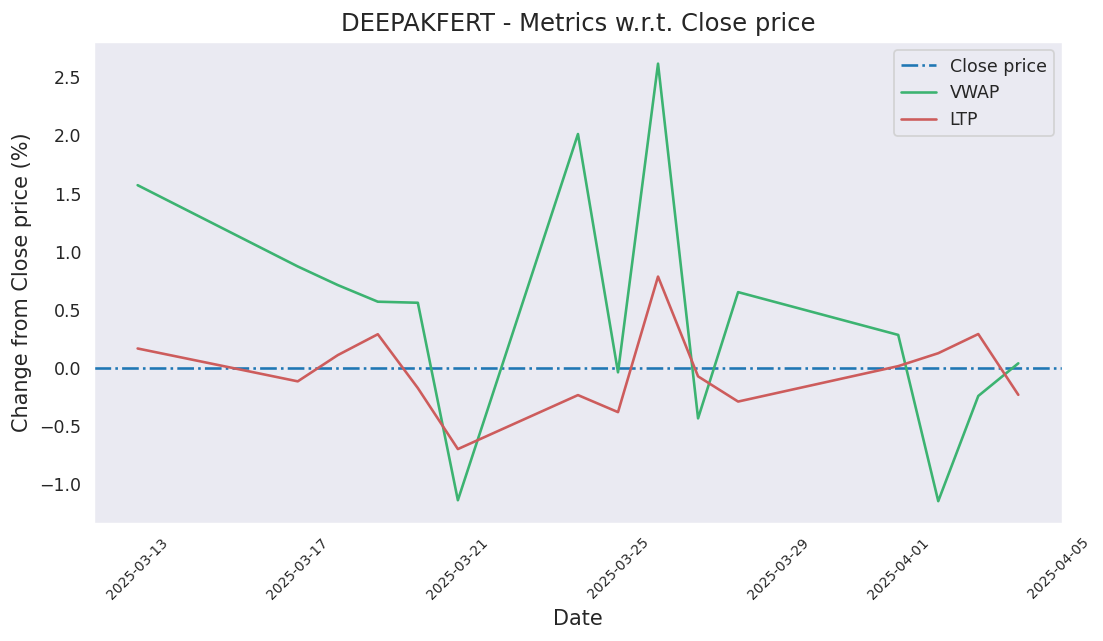 DEEPAKFERT - Metrics w.r.t. Close price
Change from Close price (%)
2.5
2.0
1.5
1.0
0.5
0.0
−0.5
−1.0
Close price
VWAP
LTP
2025-03-13
2025-03-17
2025-03-21
2025-03-25
2025-03-29
2025-04-01
2025-04-05
Date